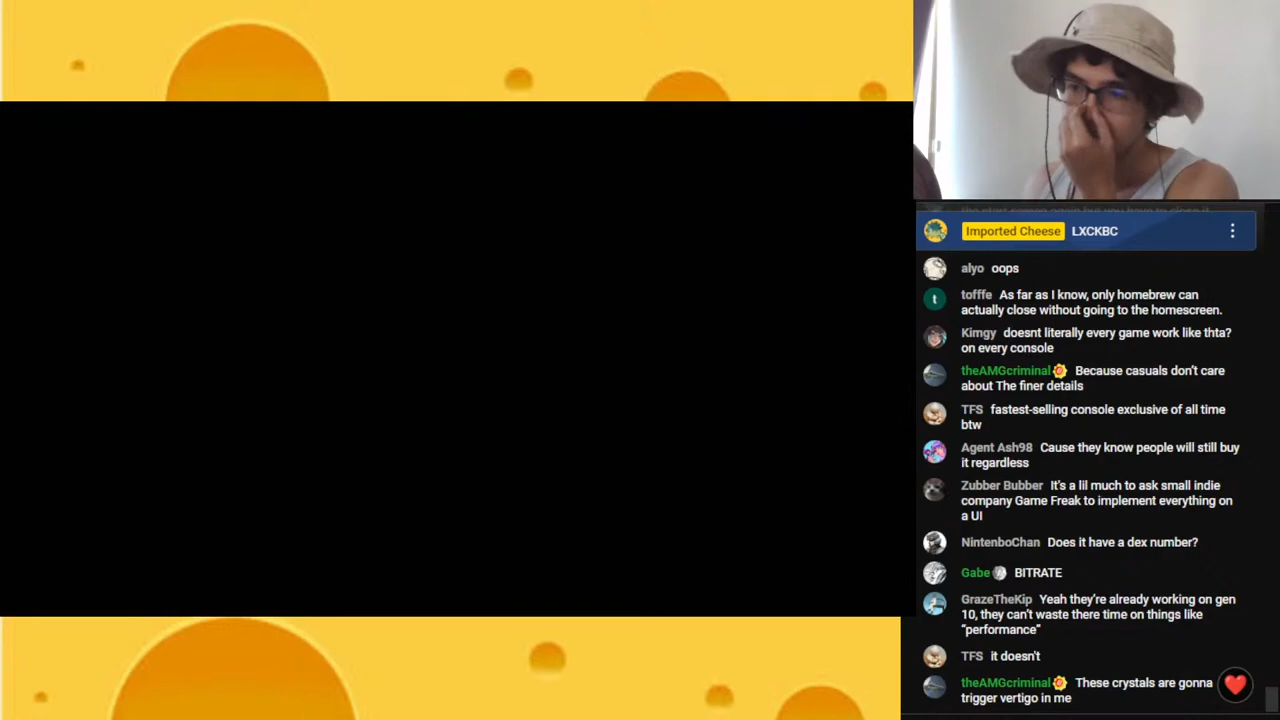 Imported Cheese LXCKBC
alyo oops
t
tofffe As far as I know, only homebrew can
actually close without going to the homescreen.
Kimgy doesnt literally every game work like thta?
on every console
theAMGcriminal Because casuals don't care
about The finer details
TFS fastest-selling console exclusive of all time
btw
Agent Ash98 Cause they know people will still buy
it regardless
Zubber Bubber It's a lil much to ask small indie
company Game Freak to implement everything on
a UI
NintenboChan Does it have a dex number?
Gabe BITRATE
GrazeTheKip Yeah they're already working on gen
10, they can't waste there time on things like
“performance”
TFS it doesn't
theAMGcriminal These crystals are gonna
trigger vertigo in me